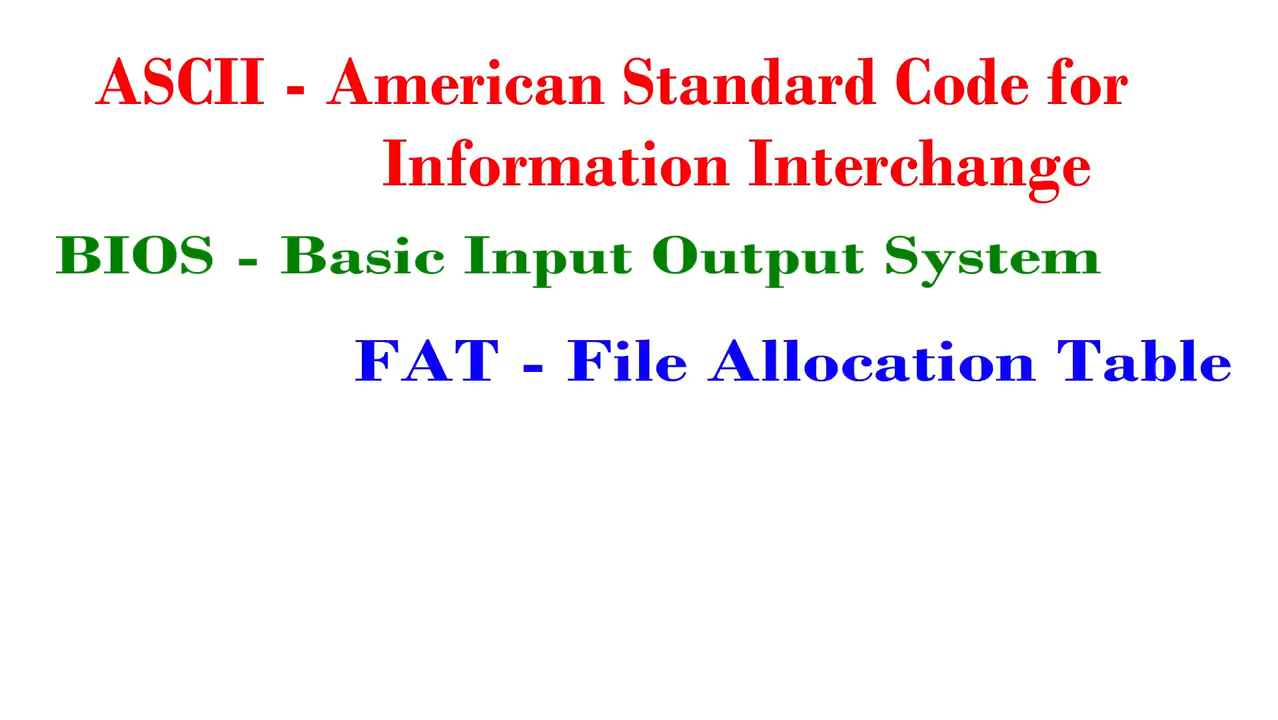 ASCII - American Standard Code for
Information Interchange
BIOS - Basic Input Output System
FAT - File Allocation Table